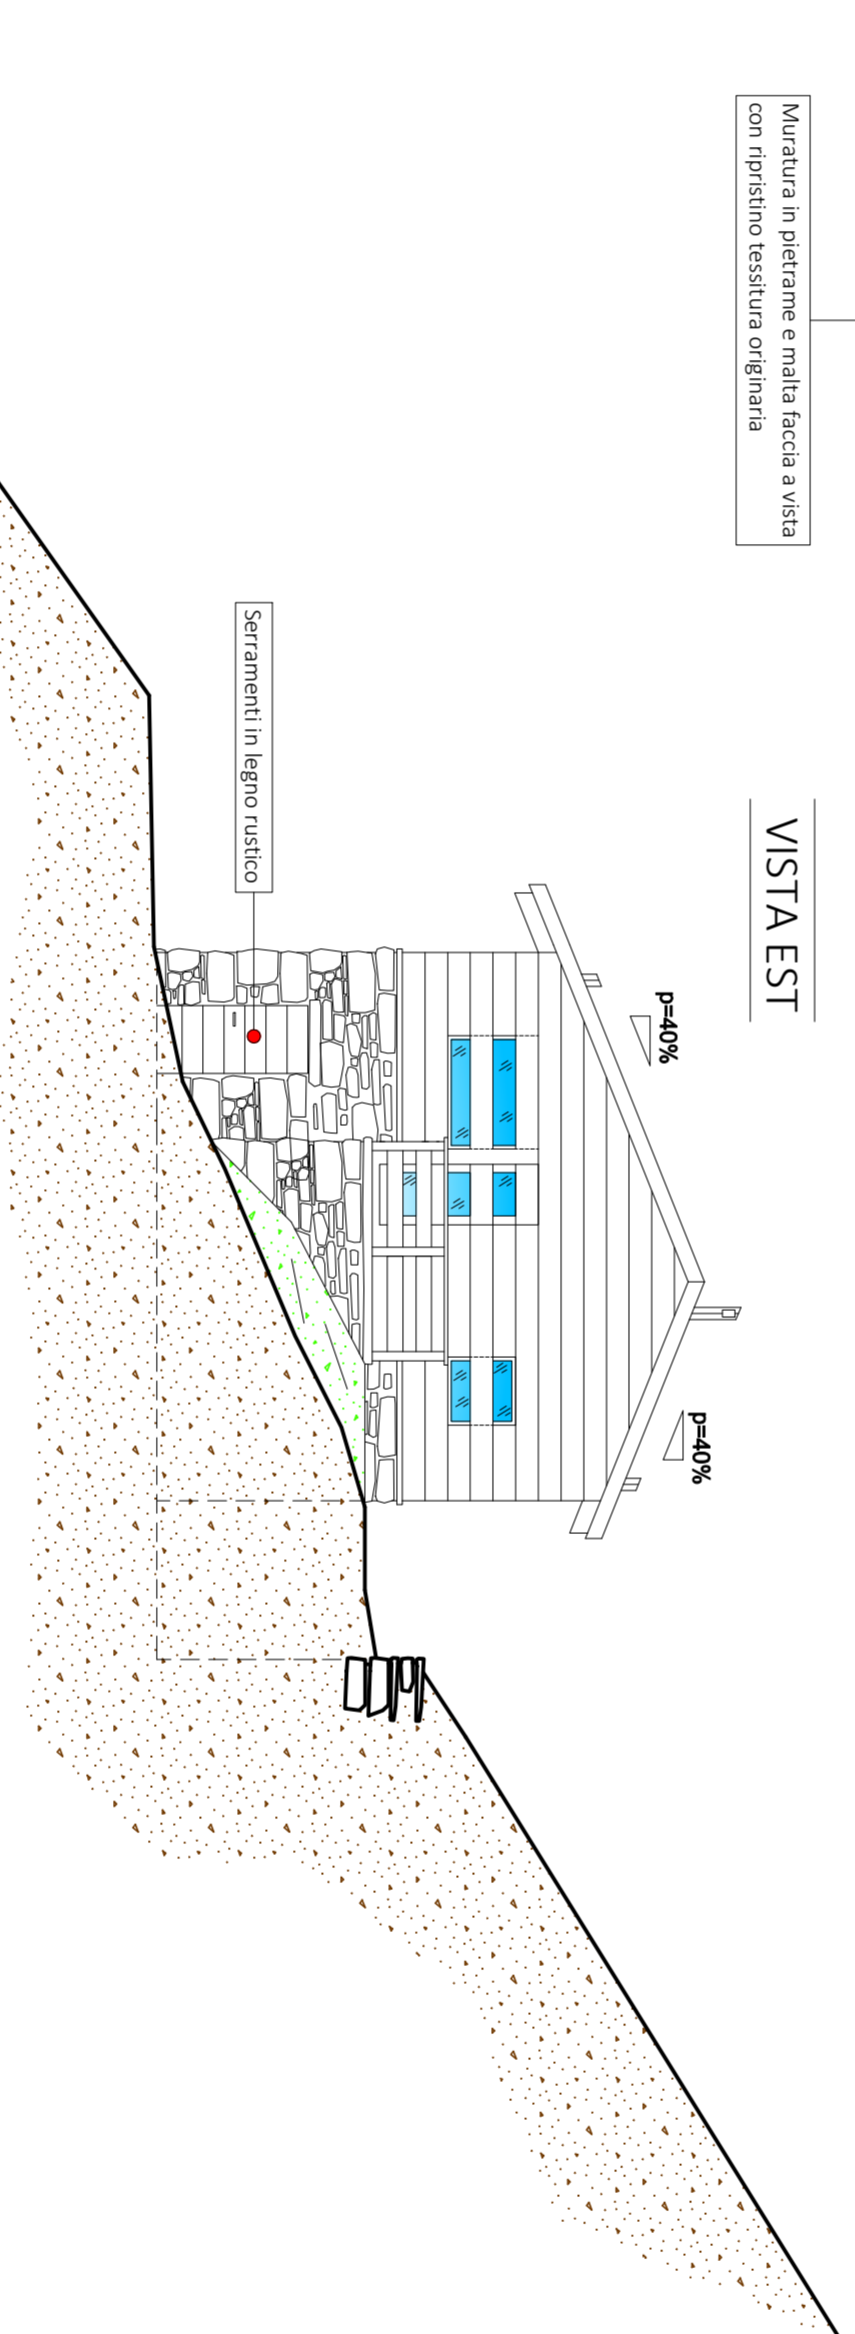 Muratura in pietrame e malta faccia a vista
con ripristino tessitura originaria
VISTA EST
p=40%
p=40%
Serramenti in legno rustico